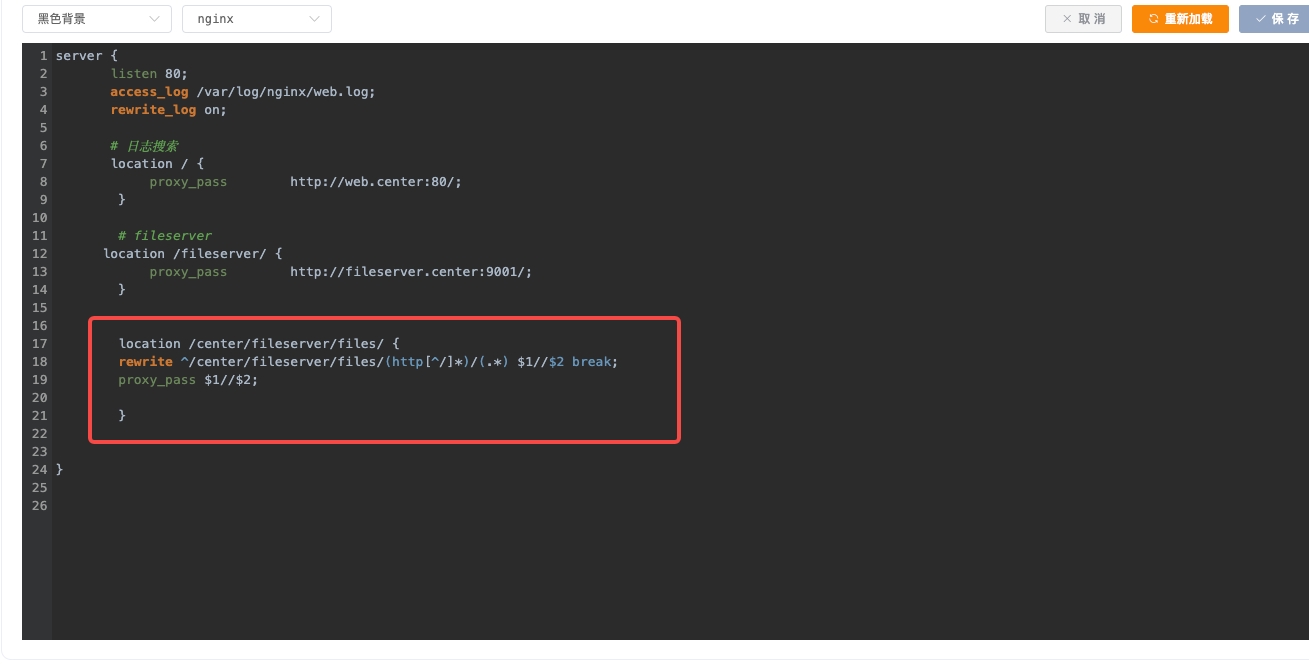 黑色背景 nginx 取 消 重新加载 保 存
1 server {
2 listen 80;
3 access_log /var/log/nginx/web.log;
4 rewrite_log on;
5
6 # 日志搜索
7 location / {
8 proxy_pass http://web.center:80/;
9 }
10
11 # fileserver
12 location /fileserver/ {
13 proxy_pass http://fileserver.center:9001/;
14 }
15
16
17 location /center/fileserver/files/ {
18 rewrite ^/center/fileserver/files/(http[^/]*)/(.*) $1//$2 break;
19 proxy_pass $1//$2;
20
21 }
22
23
24 }
25
26